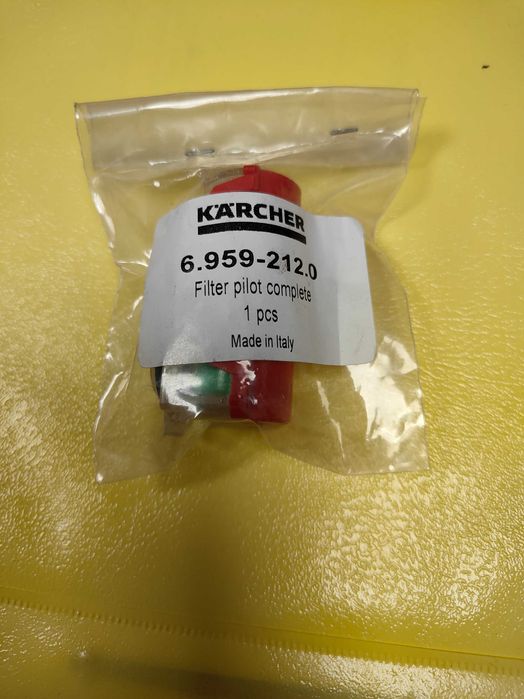 KÄRCHER
6.959-212.0
Filter pilot complete
1 pcs
Made in Italy